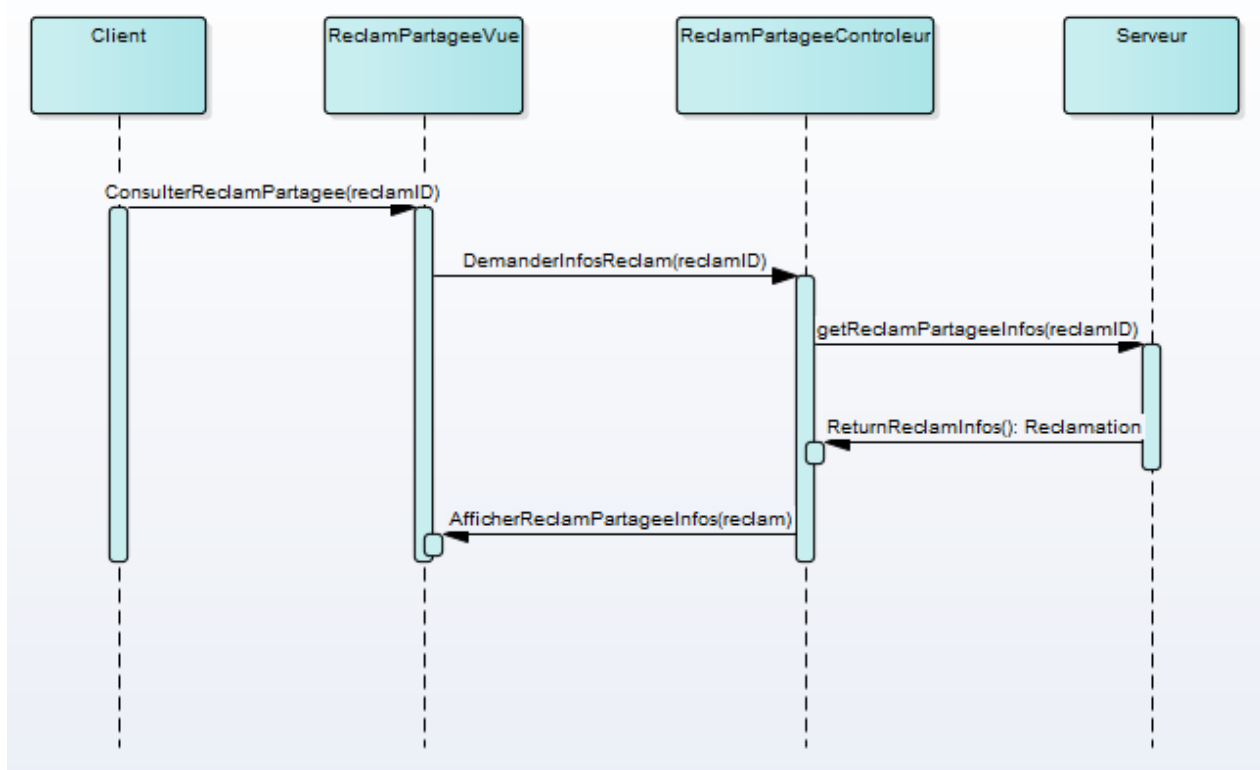 Client
ReclamPartageeVue
ReclamPartageeControleur
Serveur
ConsulterReclamPartagee(reclamID)
DemanderInfosReclam(reclamID)
getReclamPartageeInfos(reclamID)
ReturnReclamInfos(): Reclamation
AfficherReclamPartageeInfos(reclam)